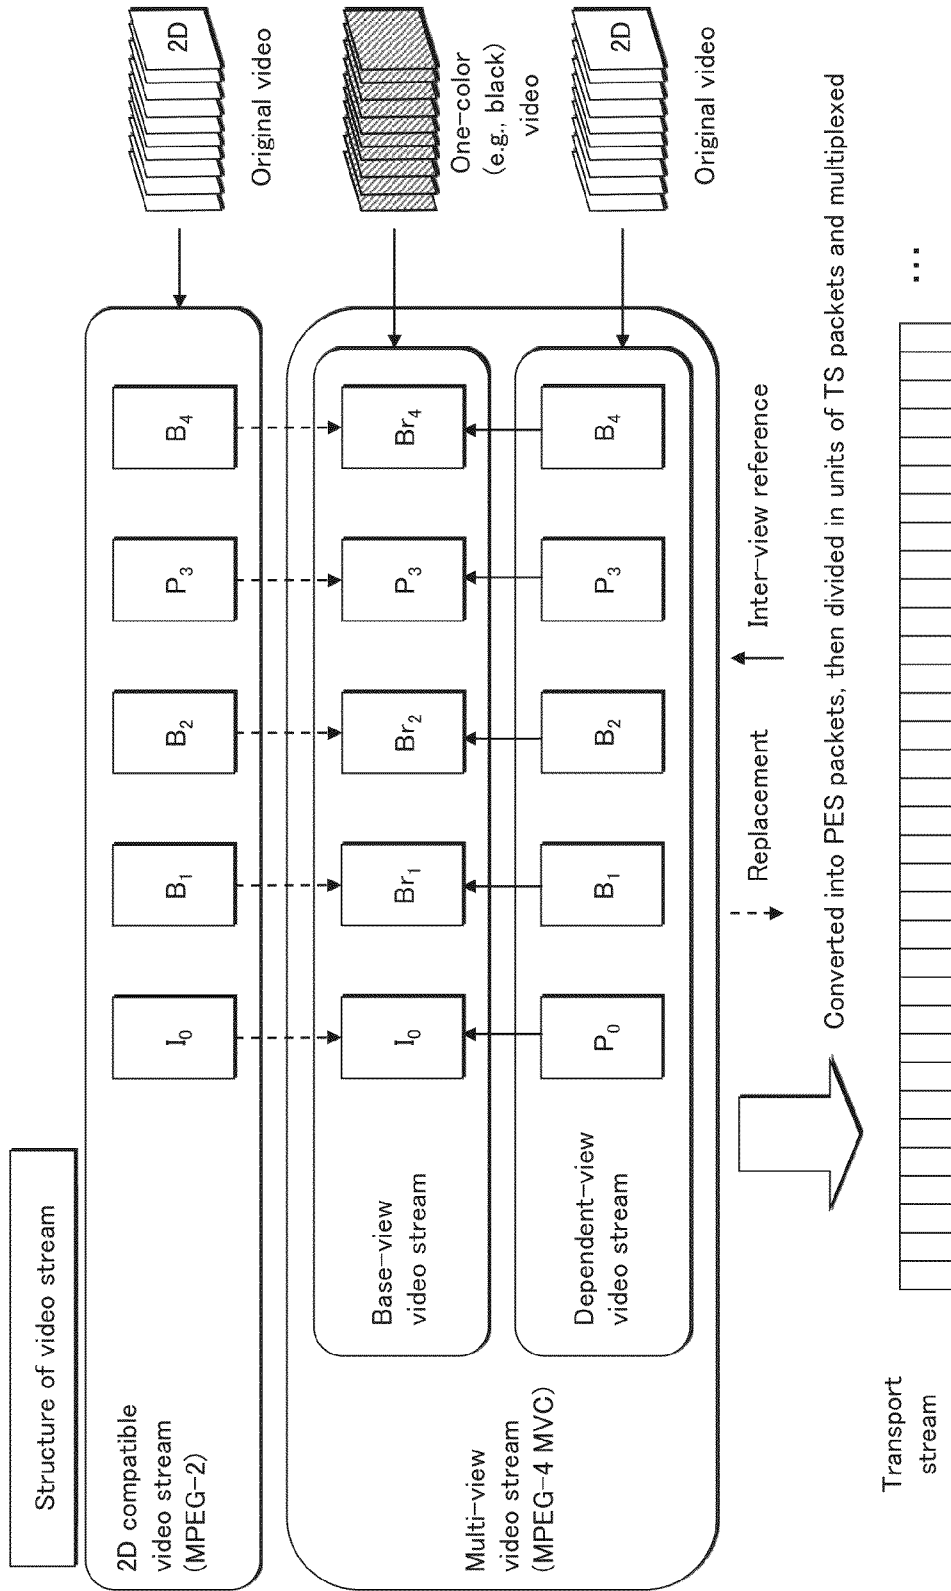 Structure of video stream
2D compatible
video stream
(MPEG-2)
I0
B1
B2
P3
B4
2D
Original video
Multi-view
video stream
(MPEG-4 MVC)
Base-view
video stream
I0
Br1
Br2
P3
Br4
One-color
(e.g., black)
video
Dependent-view
video stream
P0
B1
B2
P3
B4
2D
Original video
Replacement
Inter-view reference
Converted into PES packets, then divided in units of TS packets and multiplexed
Transport
stream
...